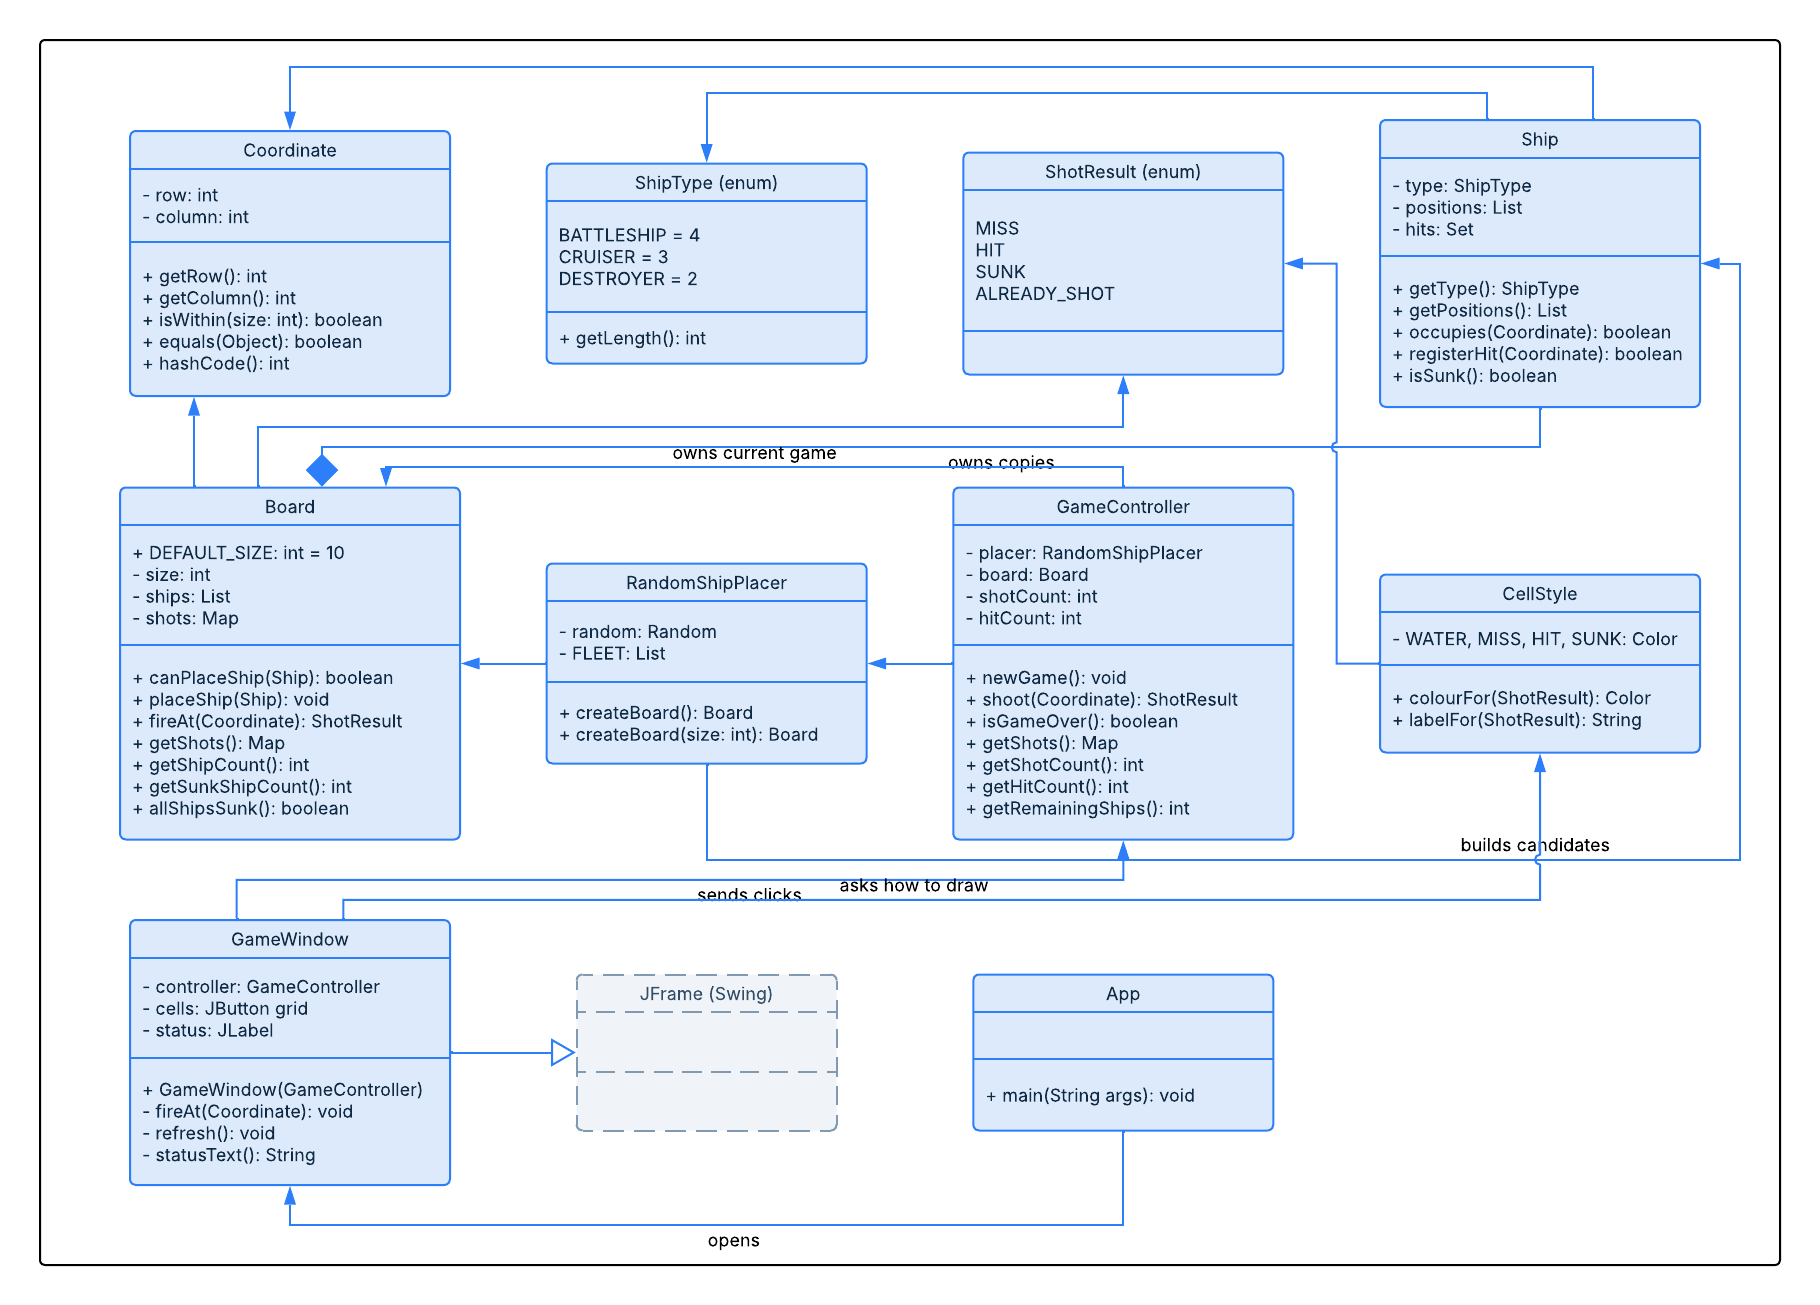 Coordinate
- row: int
- column: int
+ getRow(): int
+ getColumn(): int
+ isWithin(size: int): boolean
+ equals(Object): boolean
+ hashCode(): int
ShipType (enum)
BATTLESHIP = 4
CRUISER = 3
DESTROYER = 2
+ getLength(): int
ShotResult (enum)
MISS
HIT
SUNK
ALREADY_SHOT
Ship
- type: ShipType
- positions: List
- hits: Set
+ getType(): ShipType
+ getPositions(): List
+ occupies(Coordinate): boolean
+ registerHit(Coordinate): boolean
+ isSunk(): boolean
owns current game
owns copies
Board
+ DEFAULT_SIZE: int = 10
- size: int
- ships: List
- shots: Map
+ canPlaceShip(Ship): boolean
+ placeShip(Ship): void
+ fireAt(Coordinate): ShotResult
+ getShots(): Map
+ getShipCount(): int
+ getSunkShipCount(): int
+ allShipsSunk(): boolean
RandomShipPlacer
- random: Random
- FLEET: List
+ createBoard(): Board
+ createBoard(size: int): Board
GameController
- placer: RandomShipPlacer
- board: Board
- shotCount: int
- hitCount: int
+ newGame(): void
+ shoot(Coordinate): ShotResult
+ isGameOver(): boolean
+ getShots(): Map
+ getShotCount(): int
+ getHitCount(): int
+ getRemainingShips(): int
CellStyle
- WATER, MISS, HIT, SUNK: Color
+ colourFor(ShotResult): Color
+ labelFor(ShotResult): String
builds candidates
asks how to draw
sends clicks
GameWindow
- controller: GameController
- cells: JButton grid
- status: JLabel
+ GameWindow(GameController)
- fireAt(Coordinate): void
- refresh(): void
- statusText(): String
JFrame (Swing)
App
+ main(String args): void
opens